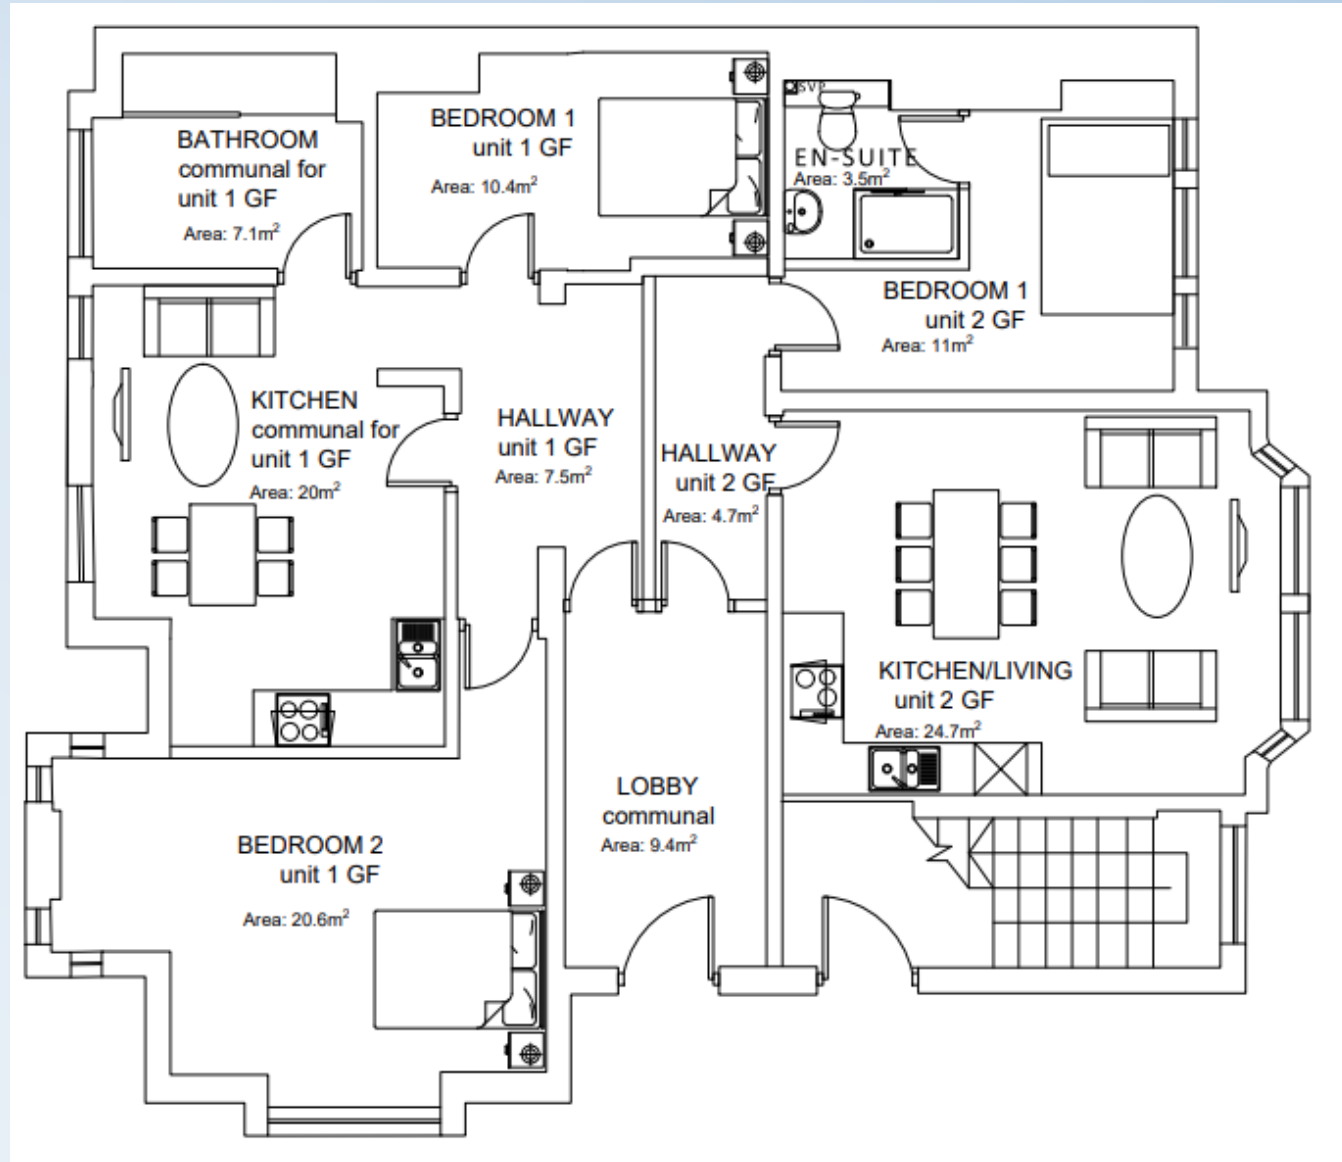 BATHROOM
communal for
unit 1 GF
Area: 7.1m²
BEDROOM 1
unit 1 GF
Area: 10.4m²
SVP
EN-SUITE
Area: 3.5m²
BEDROOM 1
unit 2 GF
Area: 11m²
KITCHEN
communal for
unit 1 GF
Area: 20m²
HALLWAY
unit 1 GF
Area: 7.5m²
HALLWAY
unit 2 GF
Area: 4.7m²
KITCHEN/LIVING
unit 2 GF
Area: 24.7m²
LOBBY
communal
Area: 9.4m²
BEDROOM 2
unit 1 GF
Area: 20.6m²